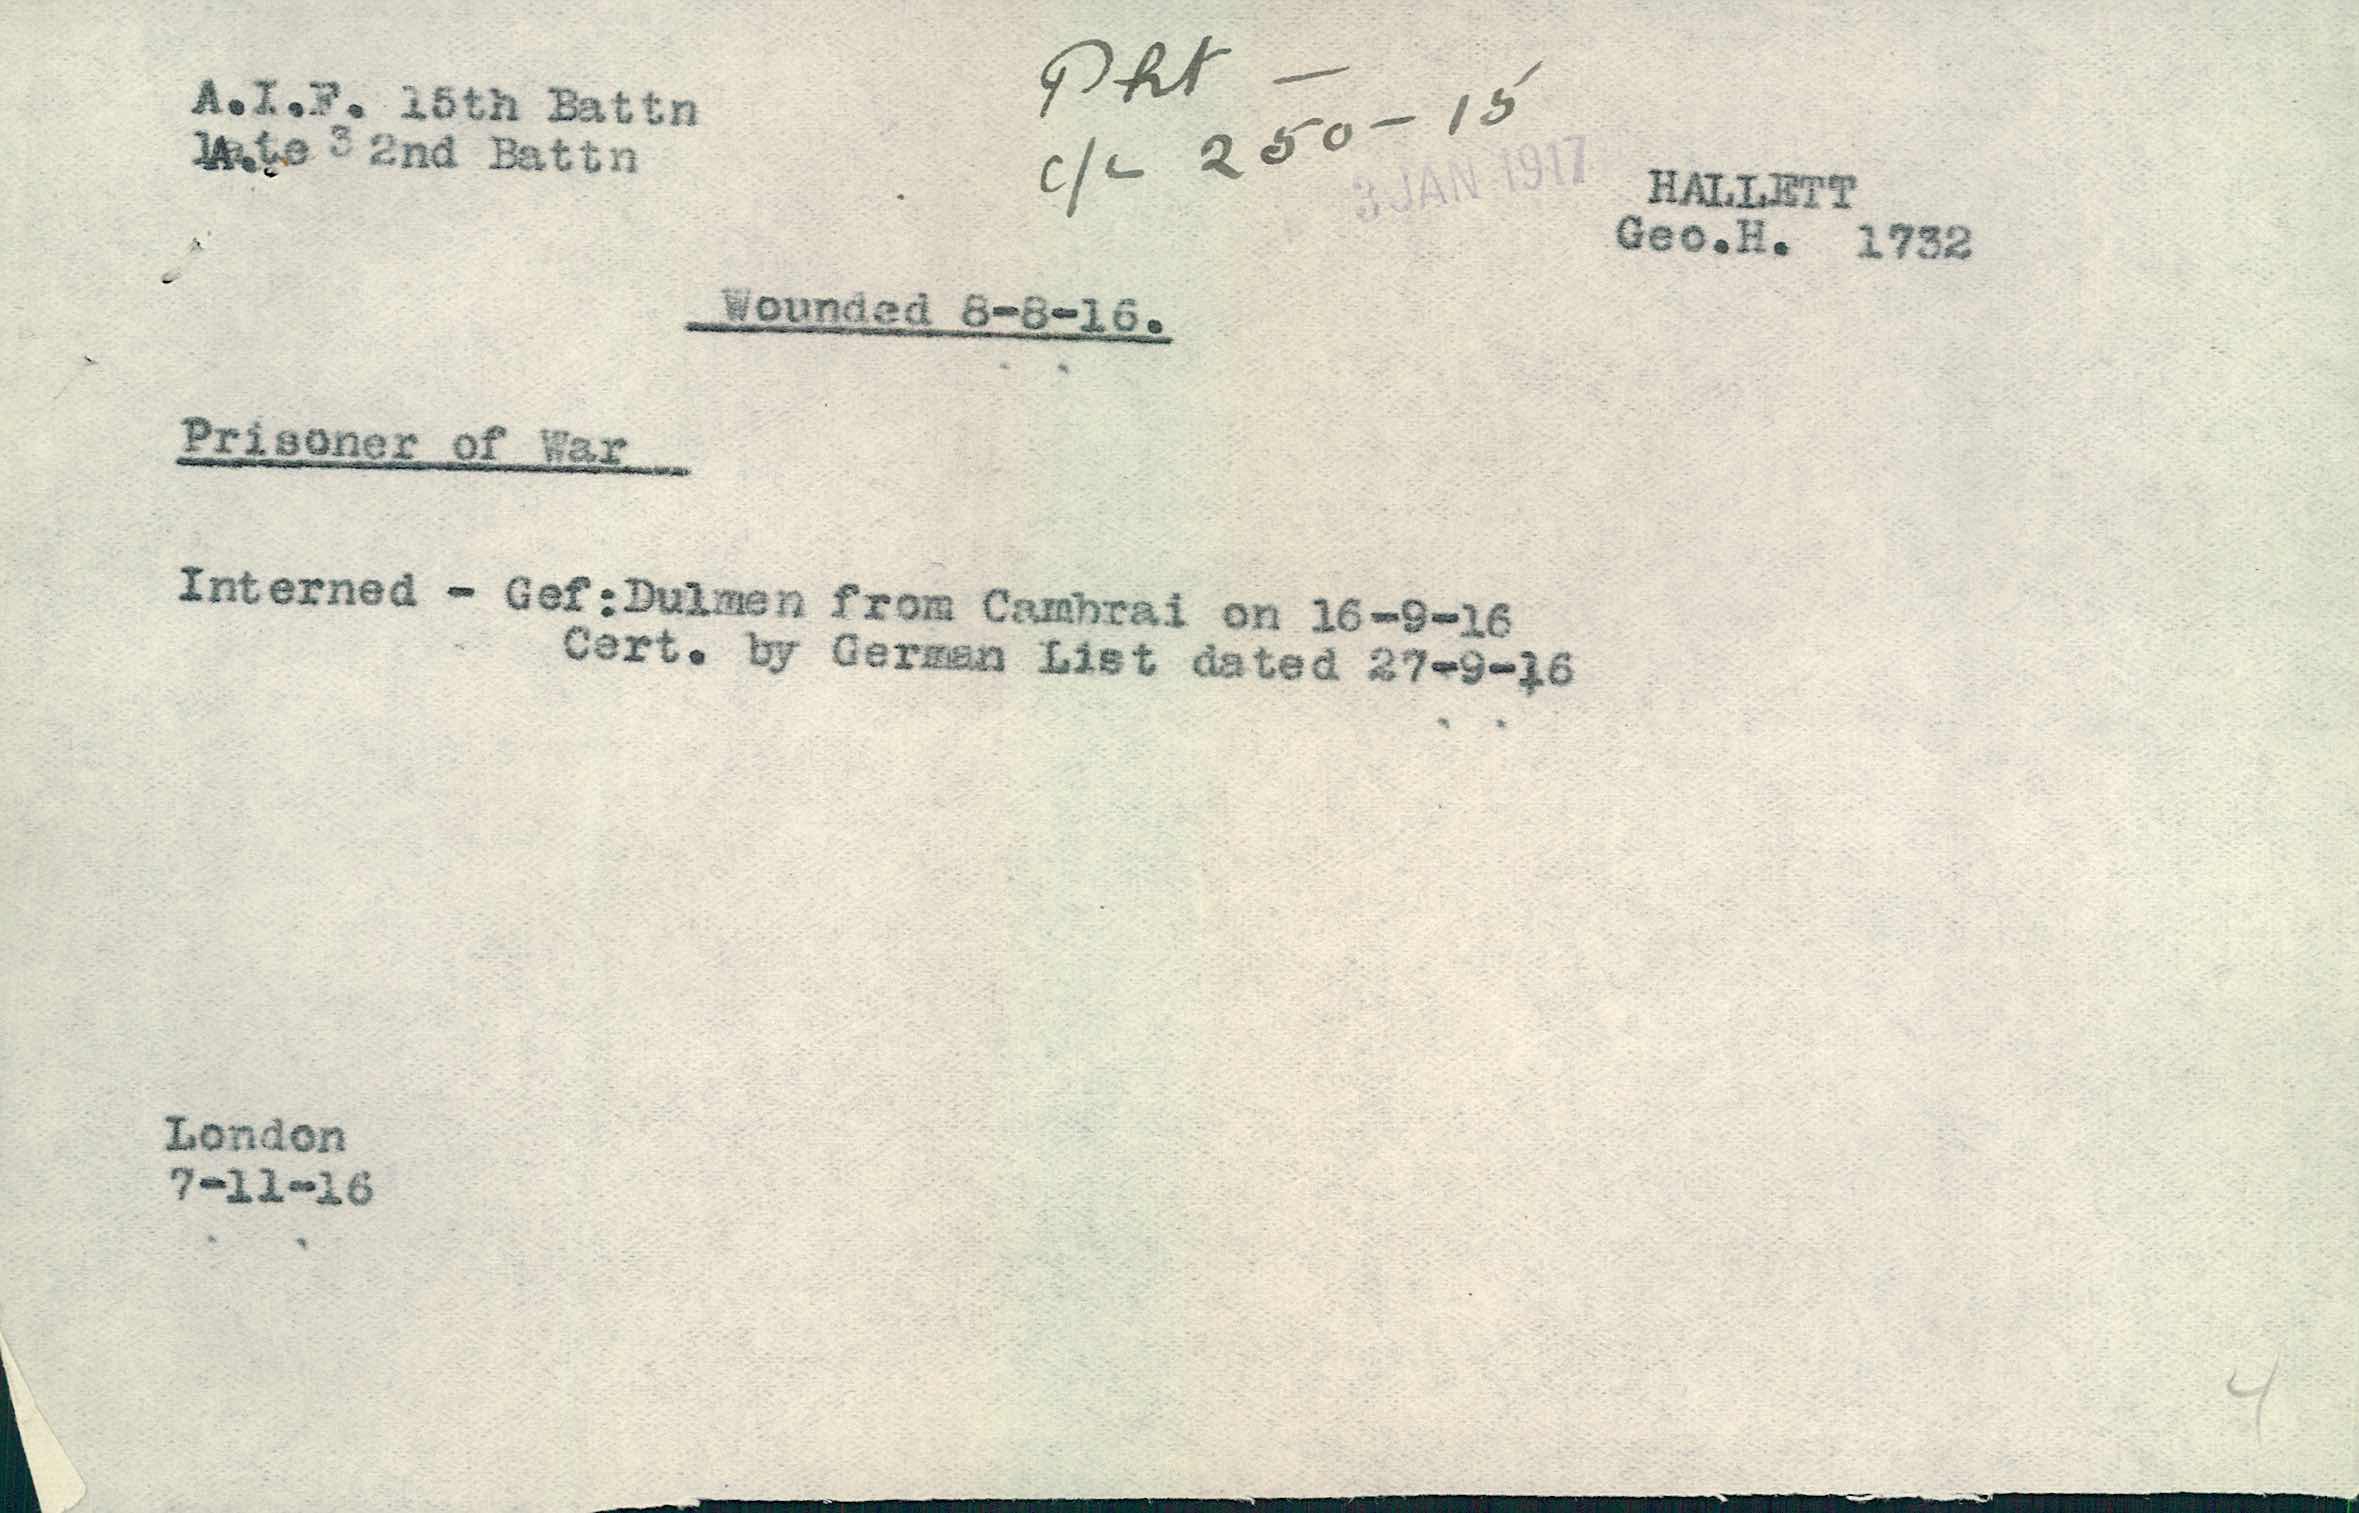 A.I.F. 15th Battn
late 32nd Battn
Pkt —
c/L 250-15
3 JAN 1917
HALLETT
Geo.H. 1732
Wounded 8-8-16.
Prisoner of War
Interned - Gef:Dulmen from Cambrai on 16-9-16
Cert. by German List dated 27-9-16
London
7-11-16
4